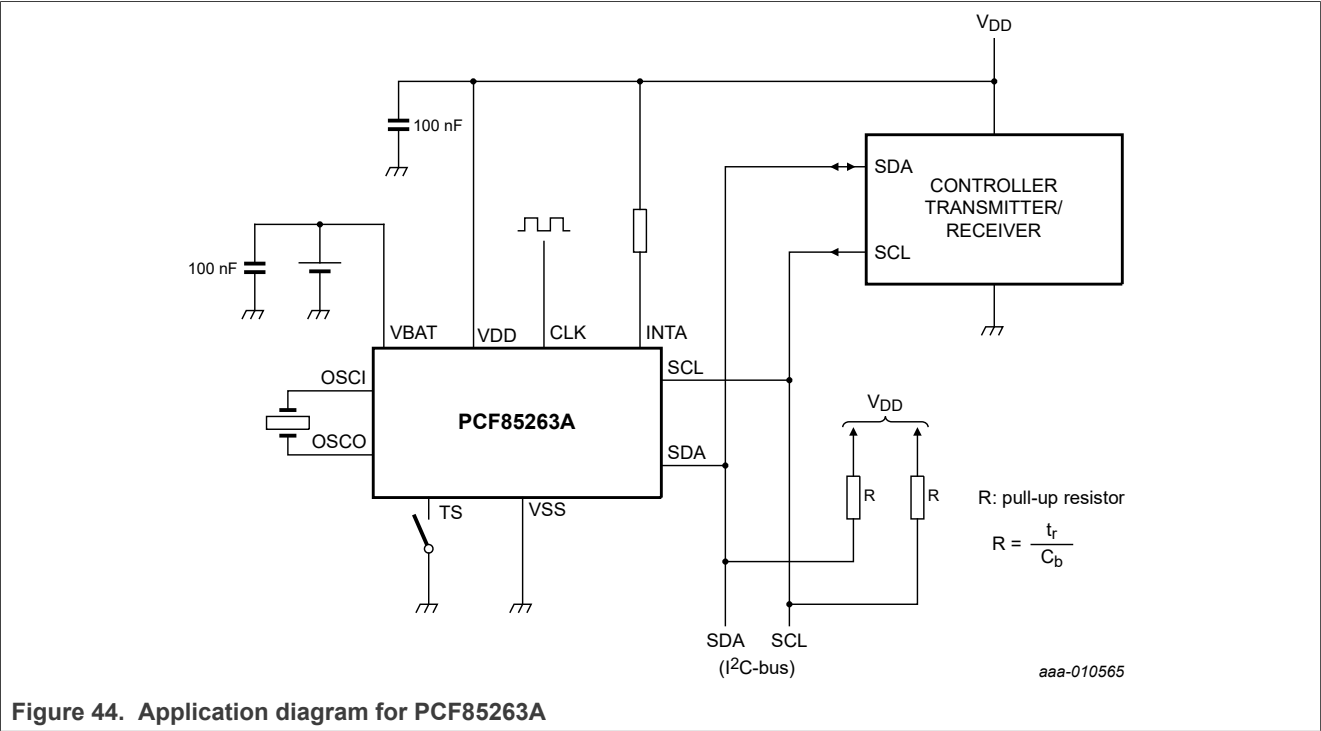 VDD
100 nF
SDA
CONTROLLER
TRANSMITTER/
RECEIVER
SCL
100 nF
VBAT
VDD
CLK
INTA
OSCI
SCL
PCF85263A
OSCO
SDA
VDD
TS
VSS
R
R
R: pull-up resistor
R = tr
Cb
SDA SCL
(I2C-bus)
aaa-010565
Figure 44. Application diagram for PCF85263A